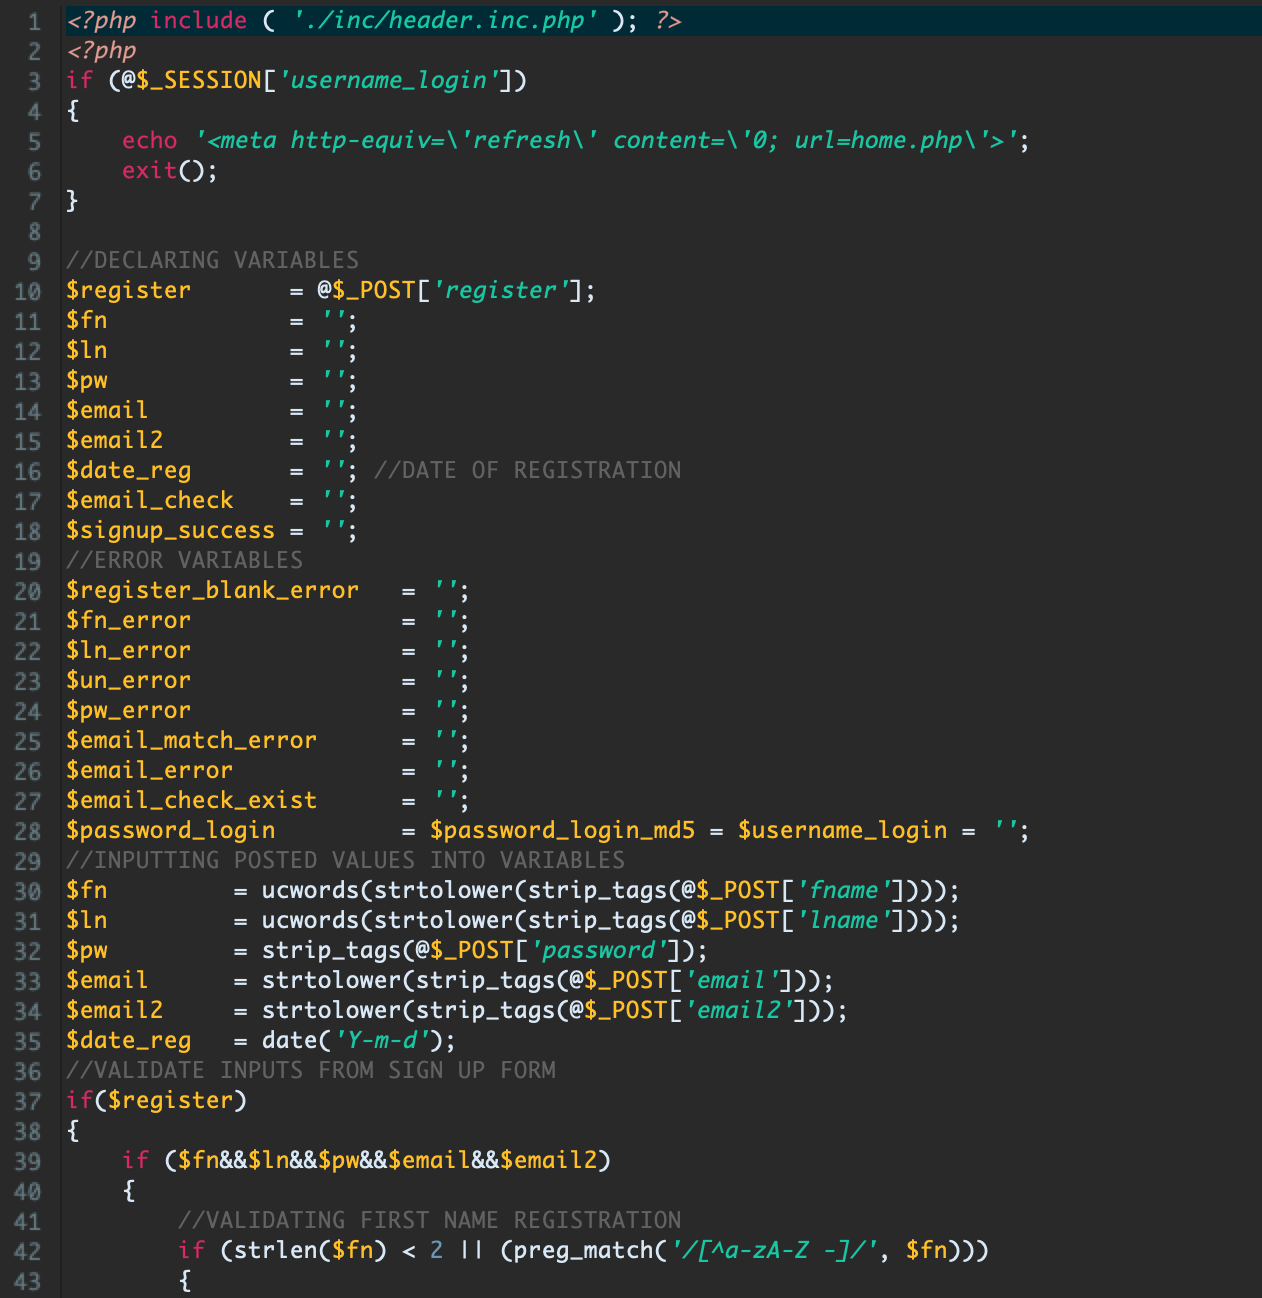 1 <?php include ( './inc/header.inc.php' ); ?>
2 <?php
3 if (@$_SESSION['username_login'])
4 {
5     echo '<meta http-equiv=\'refresh\' content=\'0; url=home.php\'>';
6     exit();
7 }
8
9 //DECLARING VARIABLES
10 $register       = @$_POST['register'];
11 $fn             = '';
12 $ln             = '';
13 $pw             = '';
14 $email          = '';
15 $email2         = '';
16 $date_reg       = ''; //DATE OF REGISTRATION
17 $email_check    = '';
18 $signup_success = '';
19 //ERROR VARIABLES
20 $register_blank_error   = '';
21 $fn_error               = '';
22 $ln_error               = '';
23 $un_error               = '';
24 $pw_error               = '';
25 $email_match_error      = '';
26 $email_error            = '';
27 $email_check_exist      = '';
28 $password_login         = $password_login_md5 = $username_login = '';
29 //INPUTTING POSTED VALUES INTO VARIABLES
30 $fn         = ucwords(strtolower(strip_tags(@$_POST['fname'])));
31 $ln         = ucwords(strtolower(strip_tags(@$_POST['lname'])));
32 $pw         = strip_tags(@$_POST['password']);
33 $email      = strtolower(strip_tags(@$_POST['email']));
34 $email2     = strtolower(strip_tags(@$_POST['email2']));
35 $date_reg   = date('Y-m-d');
36 //VALIDATE INPUTS FROM SIGN UP FORM
37 if($register)
38 {
39     if ($fn&&$ln&&$pw&&$email&&$email2)
40     {
41         //VALIDATING FIRST NAME REGISTRATION
42         if (strlen($fn) < 2 || (preg_match('/[^a-zA-Z -]/', $fn)))
43         {